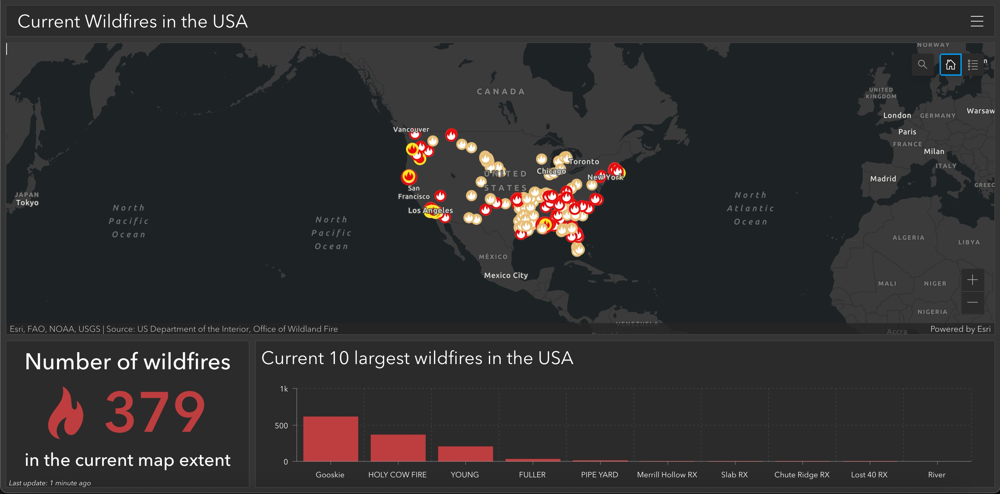 Current Wildfires in the USA
NORWAY
CANADA
UNITED
KINGDOM
Warsaw
London
GERMANY
Vancouver
Paris
FRANCE
Milan
Toronto
ITALY
Chicago
UNITED
New York
Madrid
STATES
GREEC
San
Francisco
JAPAN
Tokyo
North
Atlantic
Ocean
North
Pacific
Ocean
Los Angeles
North
Pacific
Ocean
ALGERIA
LIBYA
MÉXICO
Mexico City
MALI
NIGER
NIGERIA
VENEZUELA
Accra
Esri, FAO, NOAA, USGS | Source: US Department of the Interior, Office of Wildland Fire
Powered by Esri
Number of wildfires
379
in the current map extent
Last update: 1 minute ago
Current 10 largest wildfires in the USA
1k
500
0
Gooskie
HOLY COW FIRE
YOUNG
FULLER
PIPE YARD
Merrill Hollow RX
Slab RX
Chute Ridge RX
Lost 40 RX
River